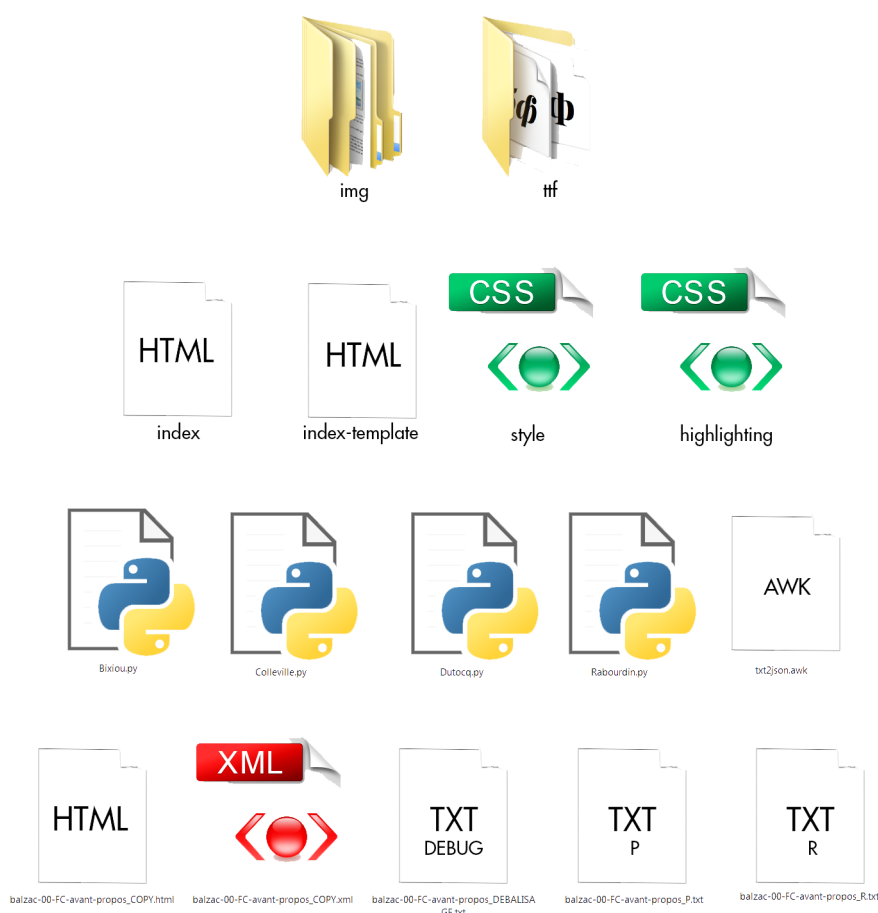 img ttf
HTML HTML CSS CSS
index index-template style highlighting
AWK
Bixiou.py Colleville.py Dutocq.py Rabourdin.py txt2json.awk
HTML XML TXT TXT TXT
DEBUG P R
balzac-00-FC-avant-propos_COPY.html balzac-00-FC-avant-propos_COPY.xml balzac-00-FC-avant-propos_DEBALISA balzac-00-FC-avant-propos_P.txt balzac-00-FC-avant-propos_R.txt
GE.txt